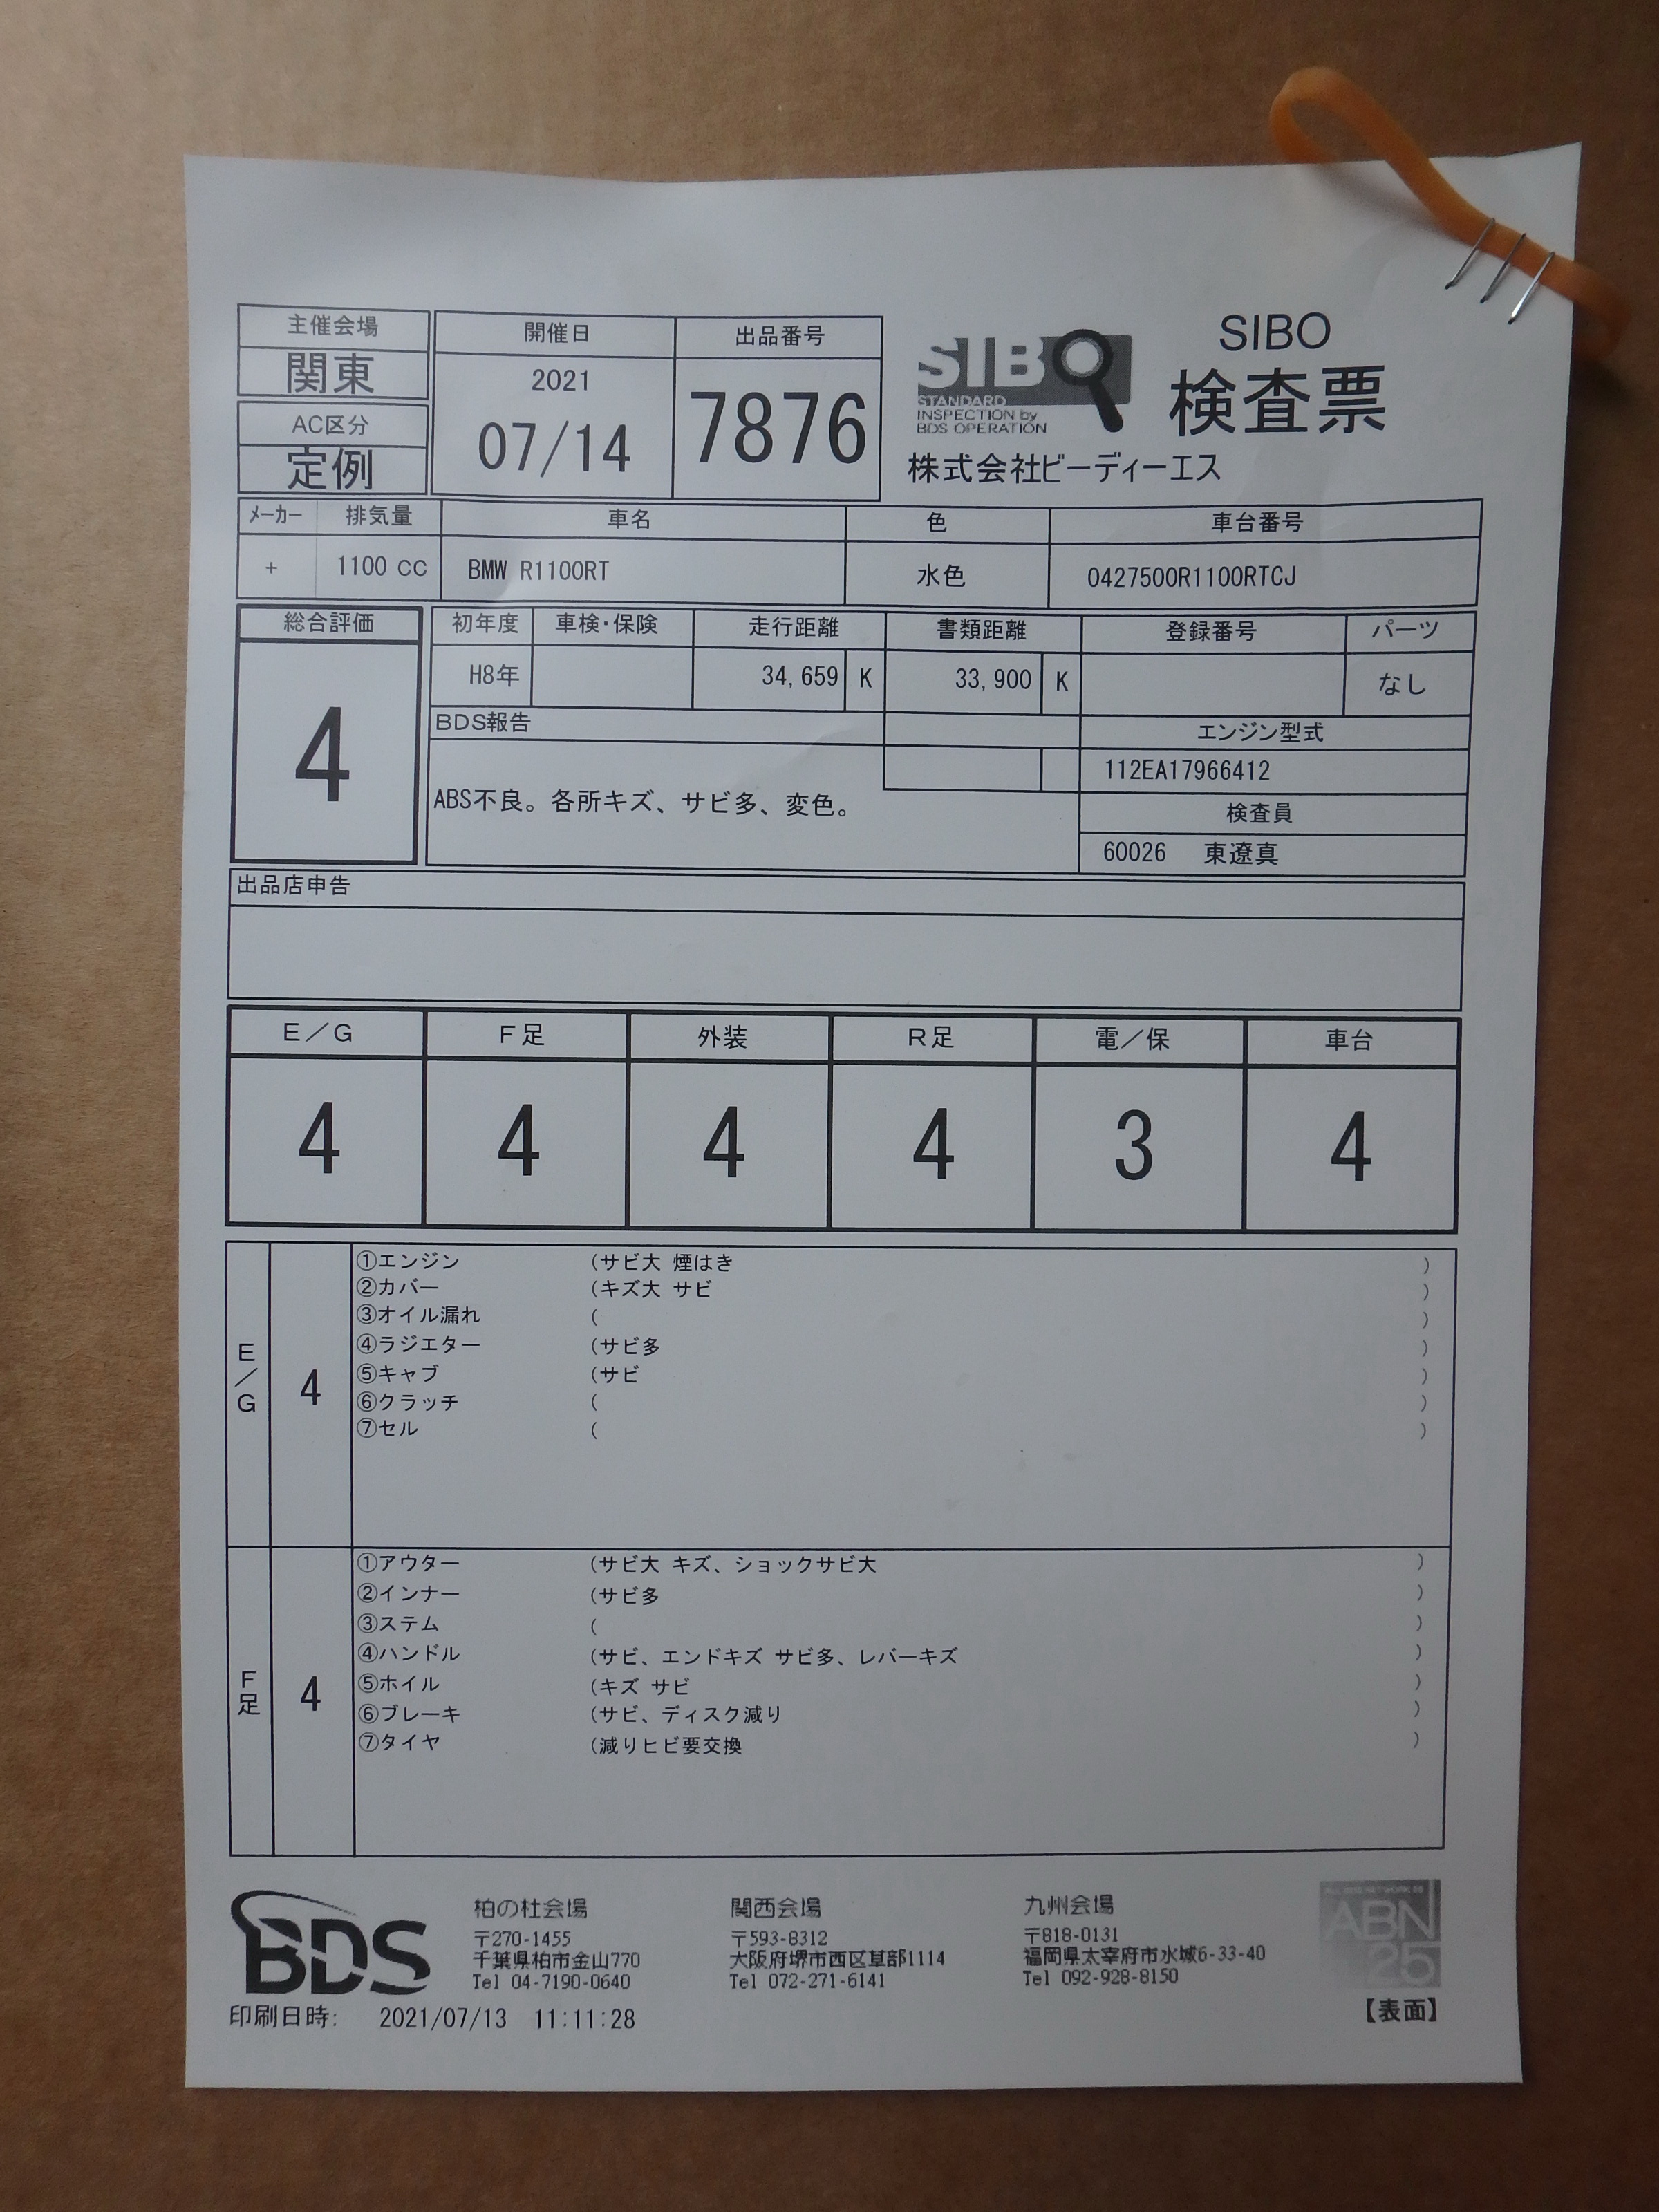 主催会場
関東
AC区分
定例
開催日
2021
07/14
出品番号
7876
SIBO
STANDARD
INSPECTION by
BDS OPERATION
SIBO
検査票
株式会社ビーディーエス
メーカー 排気量 車名 色 車台番号
+ 1100 cc BMW R1100RT 水色 0427500R1100RTCJ
総合評価
4
初年度 車検・保険 走行距離 書類距離 登録番号 パーツ
H8年 34,659 K 33,900 K なし
BDS報告
ABS不良。各所キズ、サビ多、変色。
エンジン型式
112EA17966412
検査員
60026 東遼真
出品店申告
E/G F足 外装 R足 電/保 車台
4 4 4 4 3 4
E/G
4
①エンジン (サビ大 煙はき )
②カバー (キズ大 サビ )
③オイル漏れ ( )
④ラジエター (サビ多 )
⑤キャブ (サビ )
⑥クラッチ ( )
⑦セル ( )
F足
4
①アウター (サビ大 キズ、ショックサビ大 )
②インナー (サビ多 )
③ステム ( )
④ハンドル (サビ、エンドキズ サビ多、レバーキズ )
⑤ホイル (キズ サビ )
⑥ブレーキ (サビ、ディスク減り )
⑦タイヤ (減りヒビ要交換 )
BDS
柏の杜会場
〒270-1455
千葉県柏市金山770
Tel 04-7190-0640
関西会場
〒593-8312
大阪府堺市西区草部1114
Tel 072-271-6141
九州会場
〒818-0131
福岡県太宰府市水城6-33-40
Tel 092-928-8150
ABN
25
【表面】
印刷日時: 2021/07/13 11:11:28